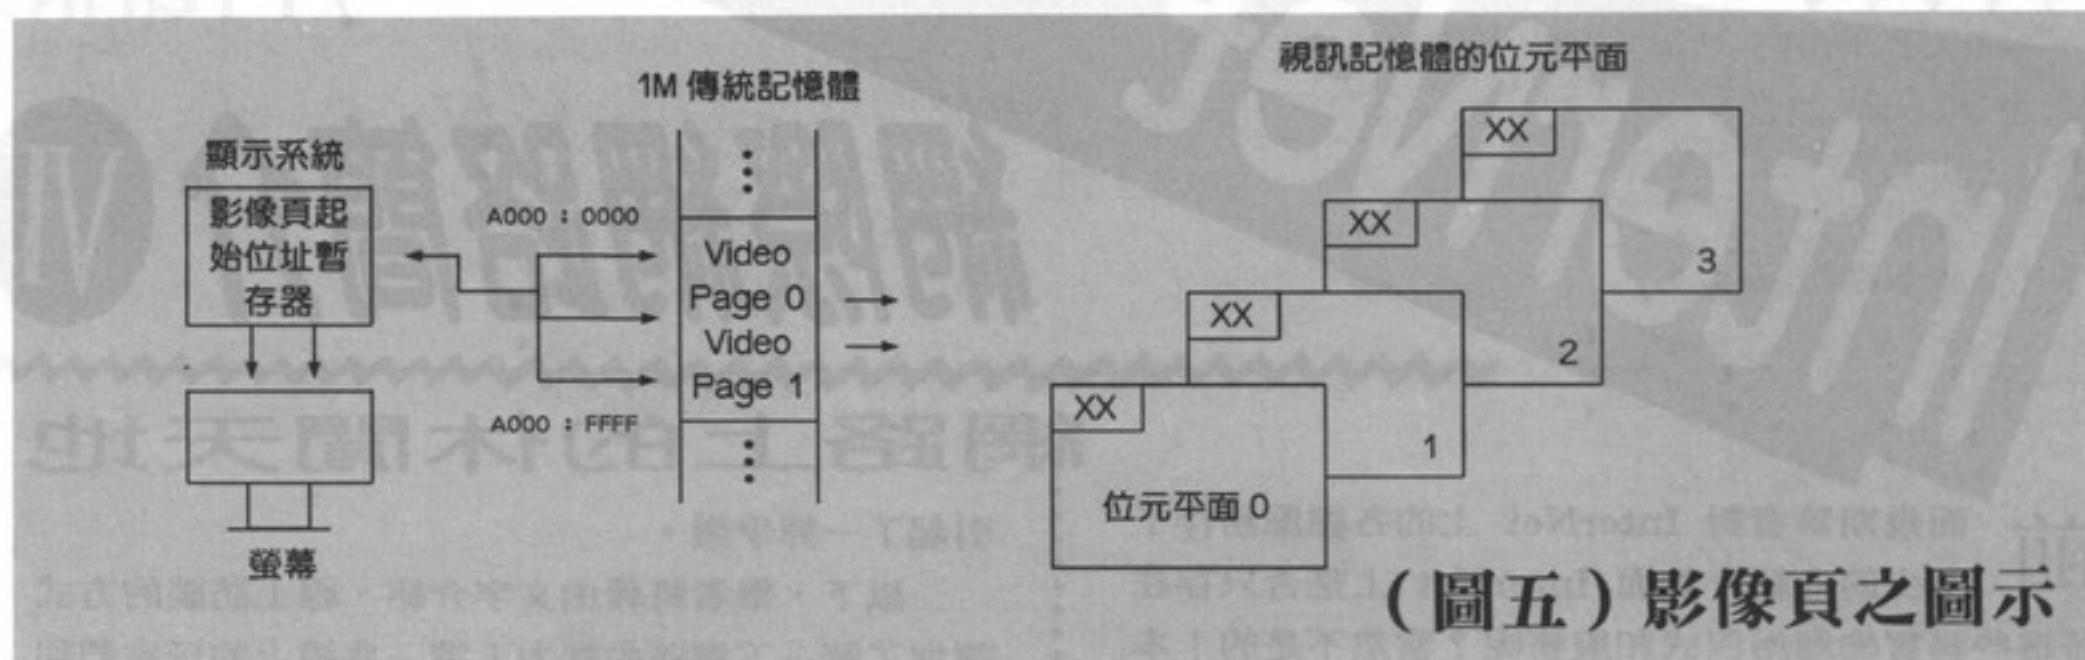 視訊記憶體的位元平面
1M 傳統記憶體
顯示系統
影像頁起
始位址暫
存器
螢幕
A000：0000
A000：FFFF
Video
Page 0
Video
Page 1
XX
3
XX
2
XX
1
XX
位元平面 0
（圖五）影像頁之圖示